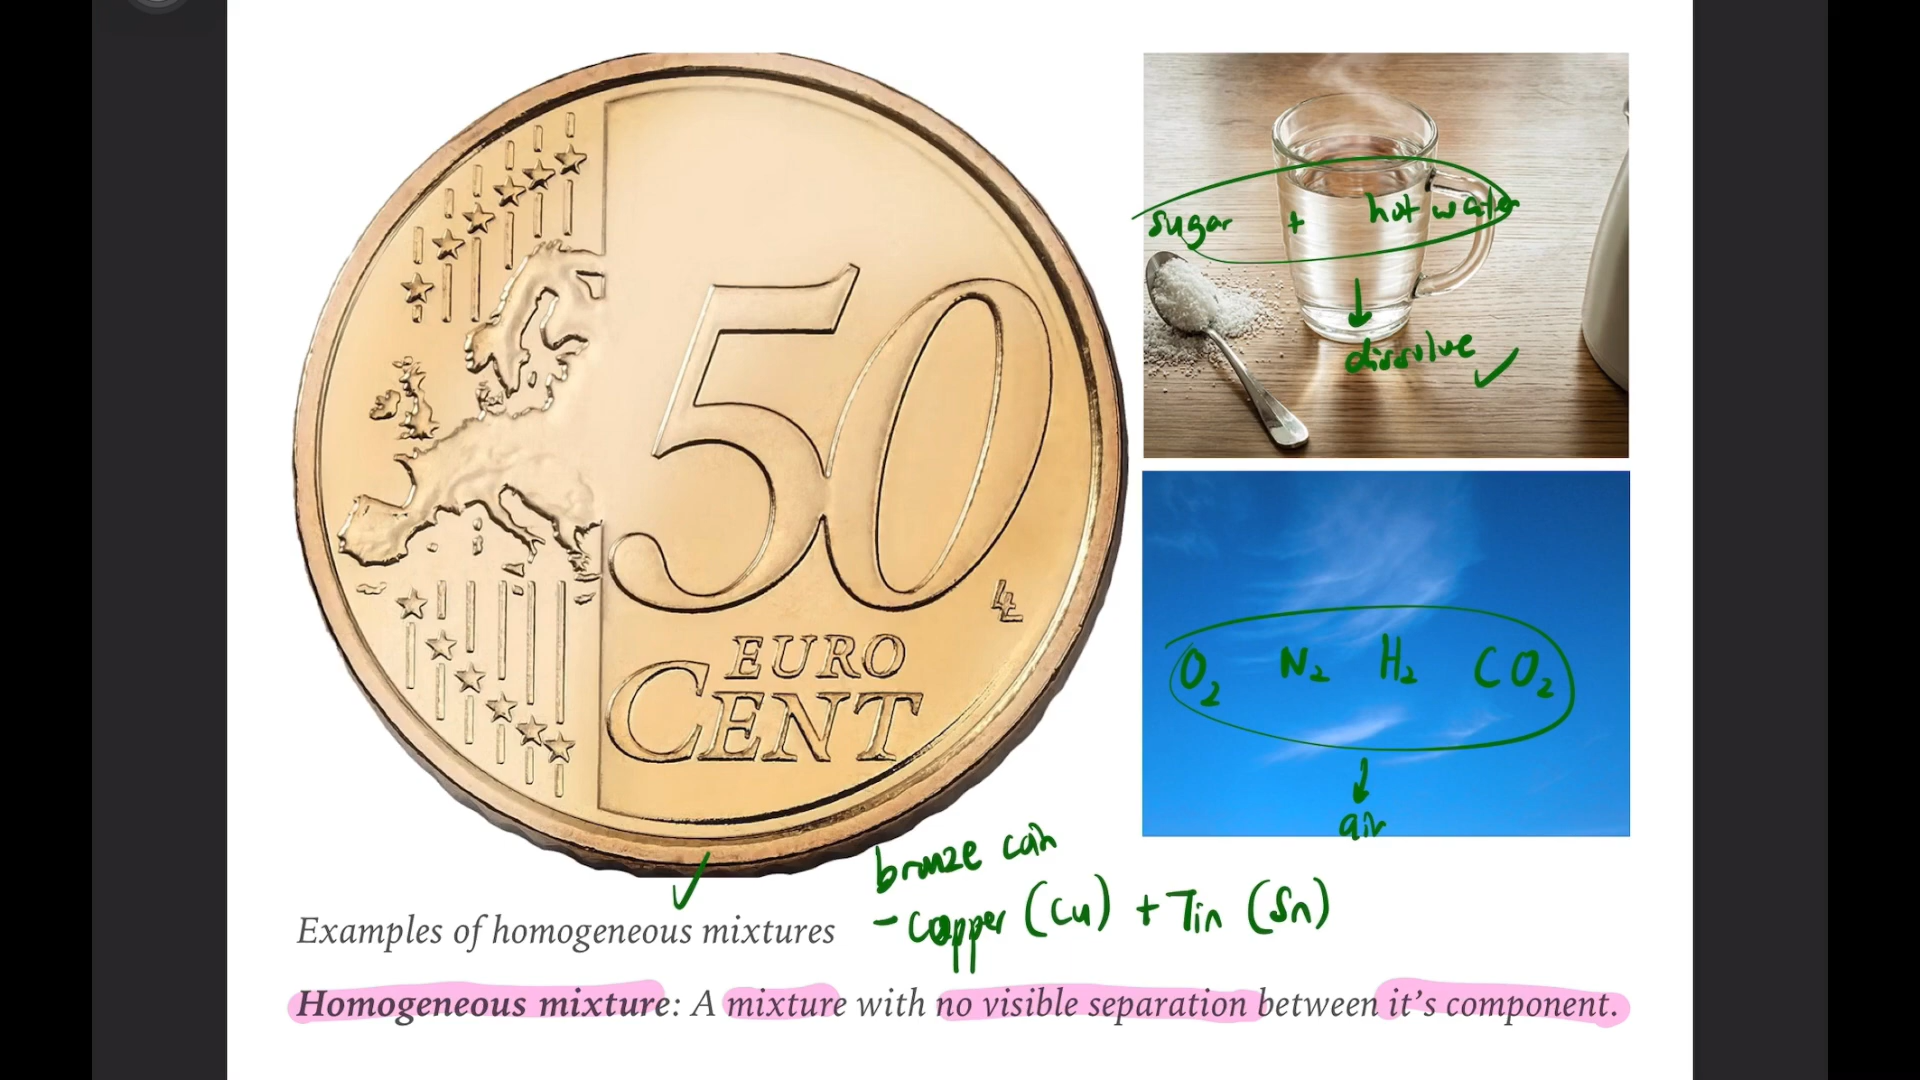 50
EURO
CENT
LL
sugar + hot water
dissolve
O₂ N₂ H₂ CO₂
air
bronze coin
- copper (Cu) + Tin (Sn)
Examples of homogeneous mixtures
Homogeneous mixture: A mixture with no visible separation between it's component.